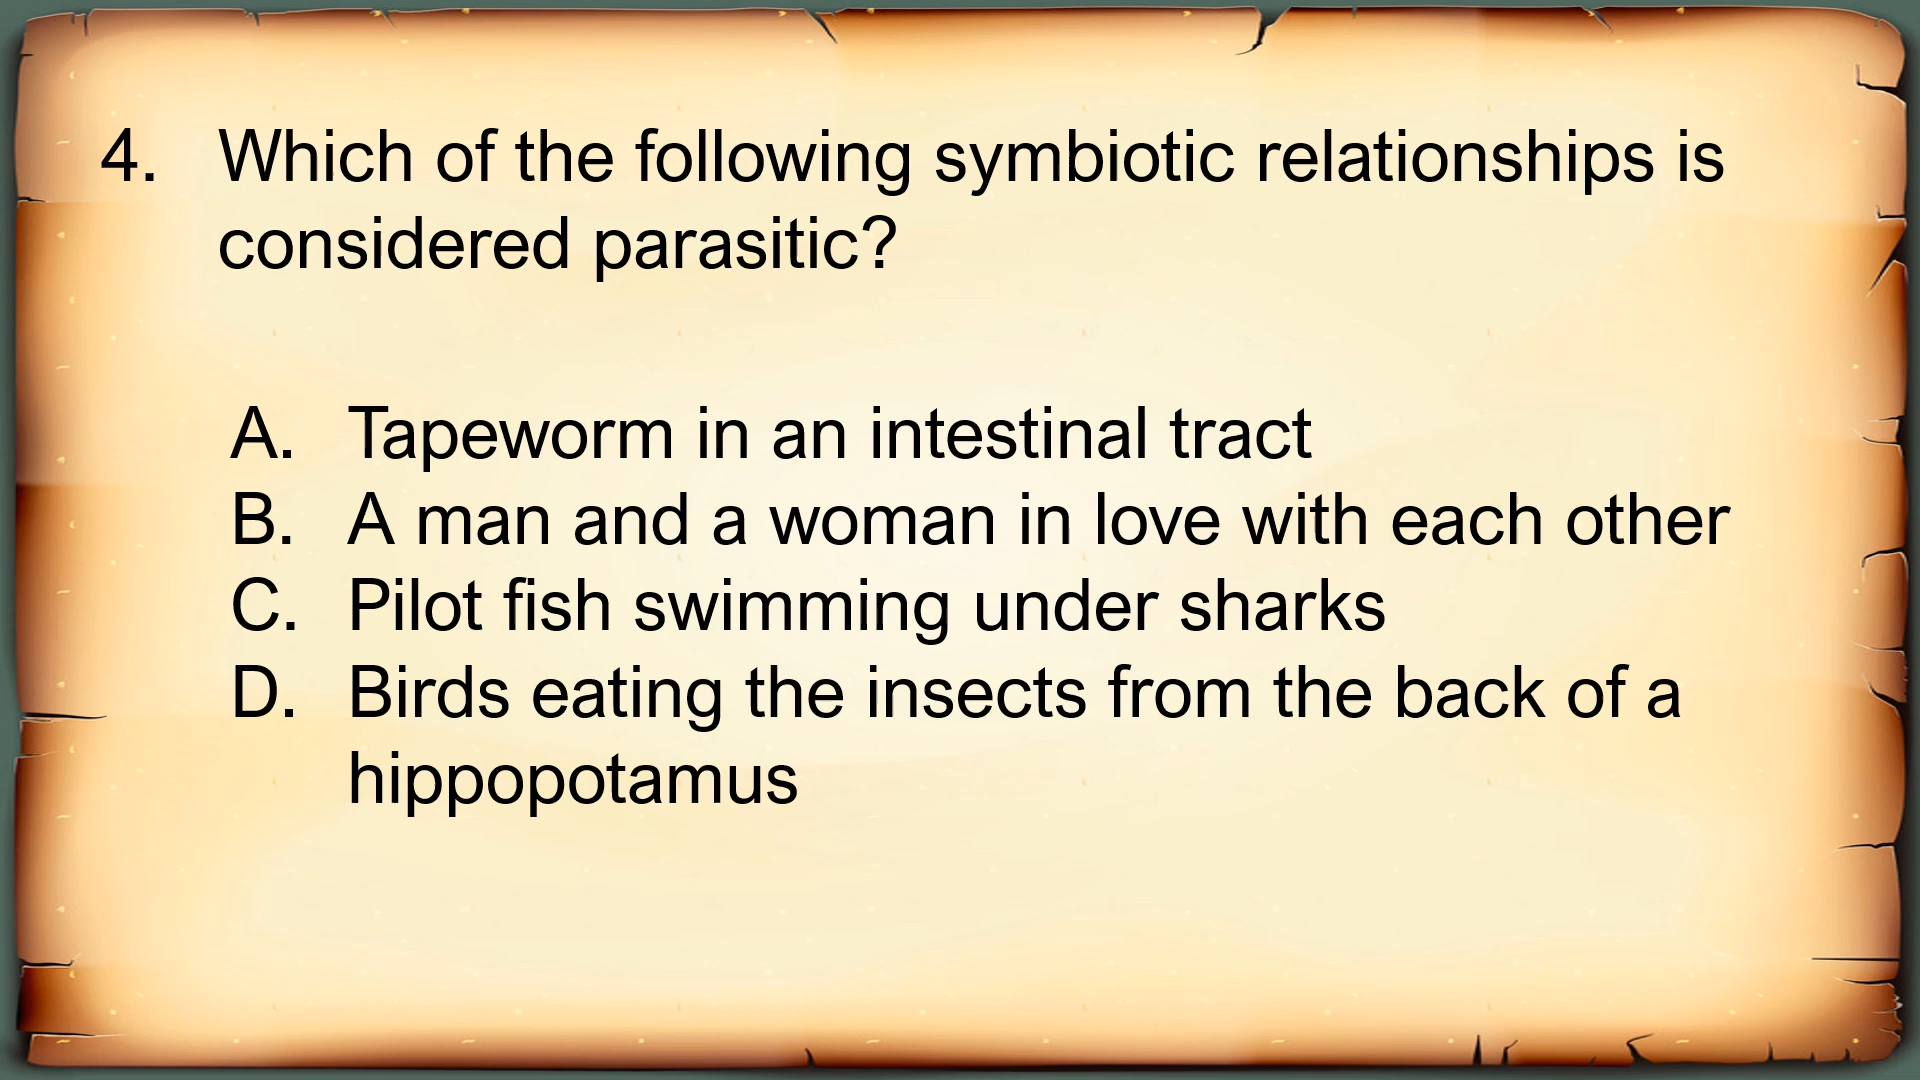 4. Which of the following symbiotic relationships is
considered parasitic?
A. Tapeworm in an intestinal tract
B. A man and a woman in love with each other
C. Pilot fish swimming under sharks
D. Birds eating the insects from the back of a
hippopotamus